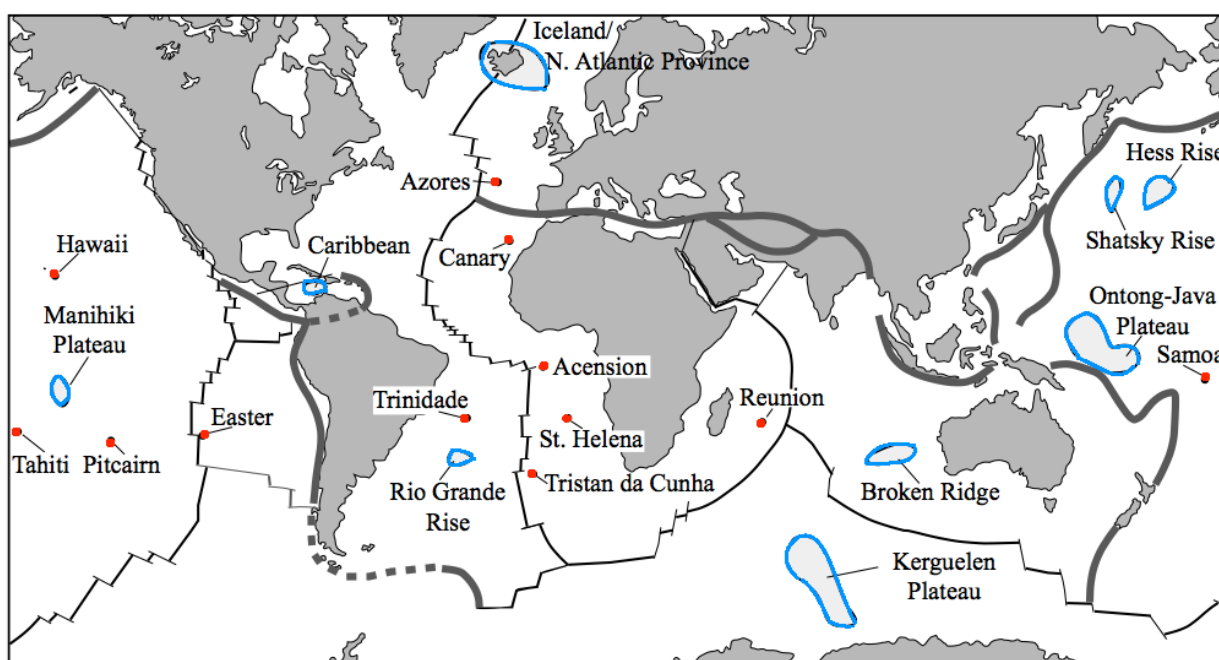 Iceland/
N. Atlantic Province
Hess Rise
Azores
Shatsky Rise
Hawaii
Caribbean
Canary
Manihiki
Plateau
Ontong-Java
Plateau
Samoa
Acension
Easter
Trinidade
Reunion
St. Helena
Tahiti
Pitcairn
Tristan da Cunha
Rio Grande
Rise
Broken Ridge
Kerguelen
Plateau